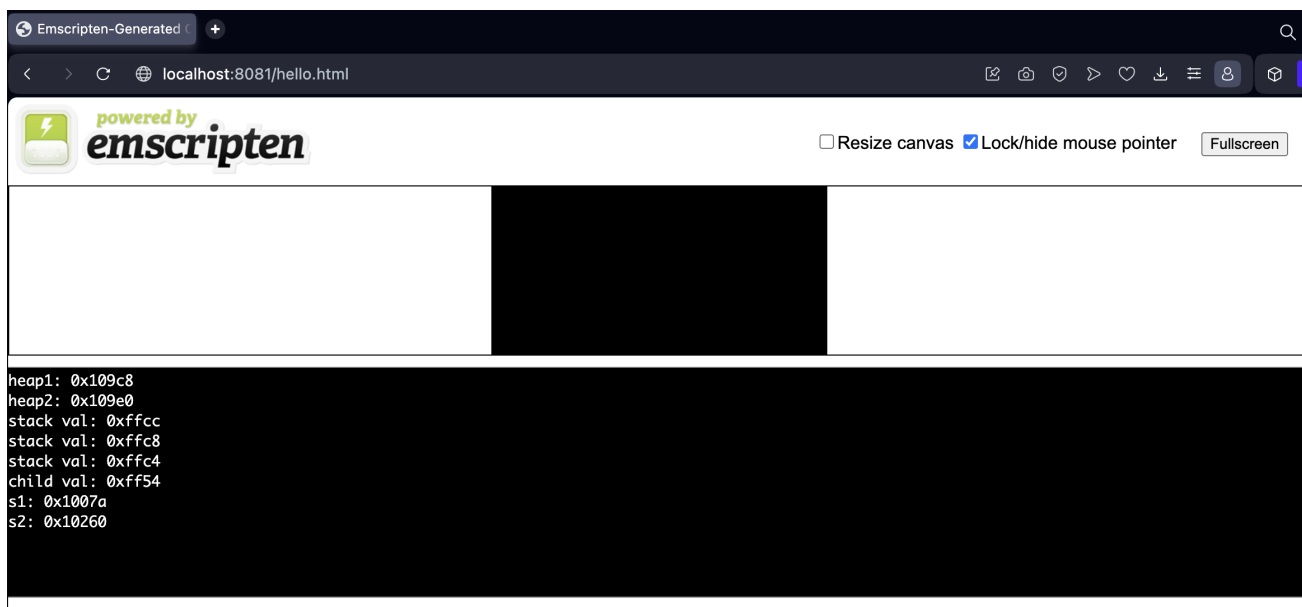 Emscripten-Generated C
localhost:8081/hello.html
powered by
emscripten
Resize canvas Lock/hide mouse pointer Fullscreen
heap1: 0x109c8
heap2: 0x109e0
stack val: 0xffcc
stack val: 0xffc8
stack val: 0xffc4
child val: 0xff54
s1: 0x1007a
s2: 0x10260